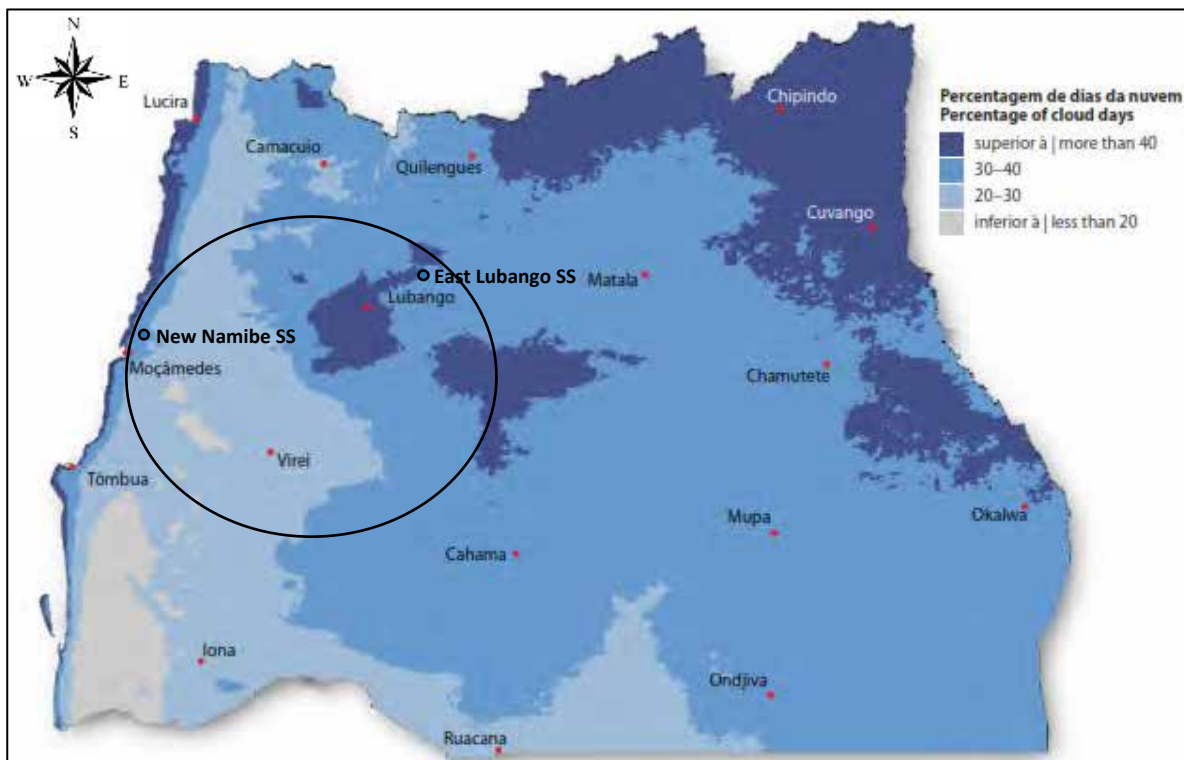 N
W E
S
Lucira
Camacuio
Quilengues
Chipindo
Cuvango
East Lubango SS
Matala
Lubango
New Namibe SS
Moçâmedes
Chamutete
Virei
Tômbua
Okalwa
Mupa
Cahama
Iona
Ondjiva
Ruacana
Percentagem de dias da nuvem
Percentage of cloud days
superior à | more than 40
30–40
20–30
inferior à | less than 20